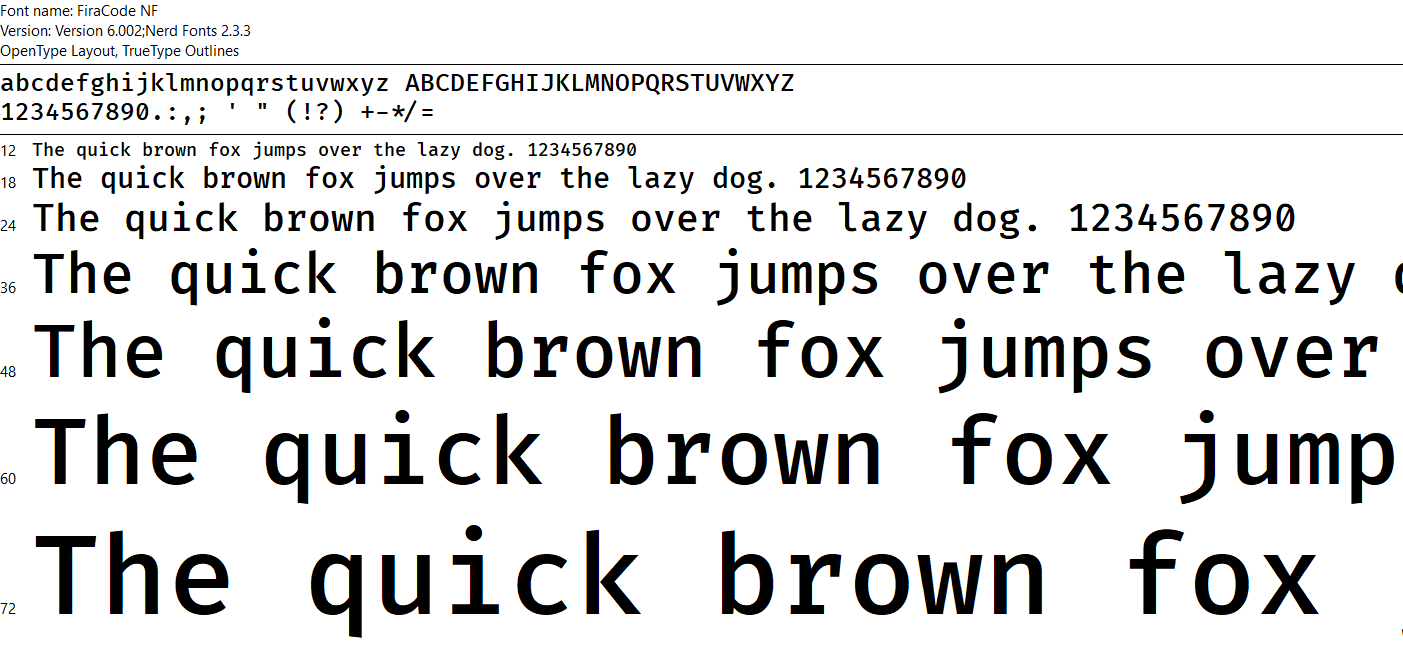 Font name: FiraCode NF
Version: Version 6.002;Nerd Fonts 2.3.3
OpenType Layout, TrueType Outlines
abcdefghijklmnopqrstuvwxyz ABCDEFGHIJKLMNOPQRSTUVWXYZ
1234567890.:,; ' " (!?) +-*/=
12 The quick brown fox jumps over the lazy dog. 1234567890
18 The quick brown fox jumps over the lazy dog. 1234567890
24 The quick brown fox jumps over the lazy dog. 1234567890
36 The quick brown fox jumps over the lazy
48 The quick brown fox jumps over
60 The quick brown fox jump
72 The quick brown fox